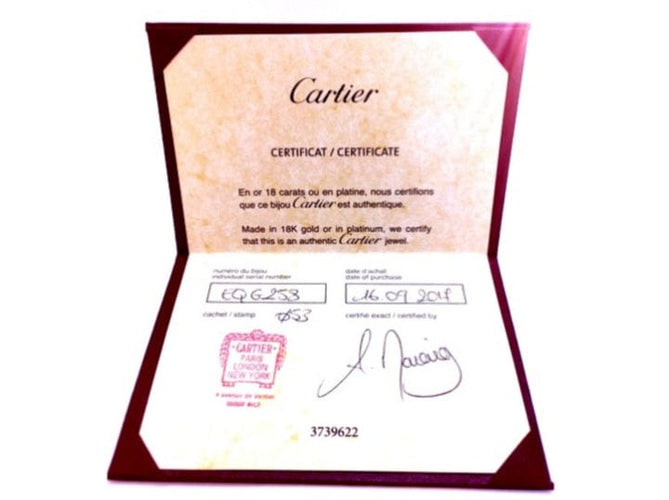 Cartier
CERTIFICAT / CERTIFICATE
En or 18 carats ou en platine, nous certifions
que ce bijou Cartier est authentique.
Made in 18K gold or in platinum, we certify
that this is an authentic Cartier jewel.
numéro du bijou
individual serial number
date d'achat
date of purchase
EQG253
16 09 2017
cachet / stamp
53
certifié exact / certified by
CARTIER
PARIS
LONDON
NEW YORK
3739622